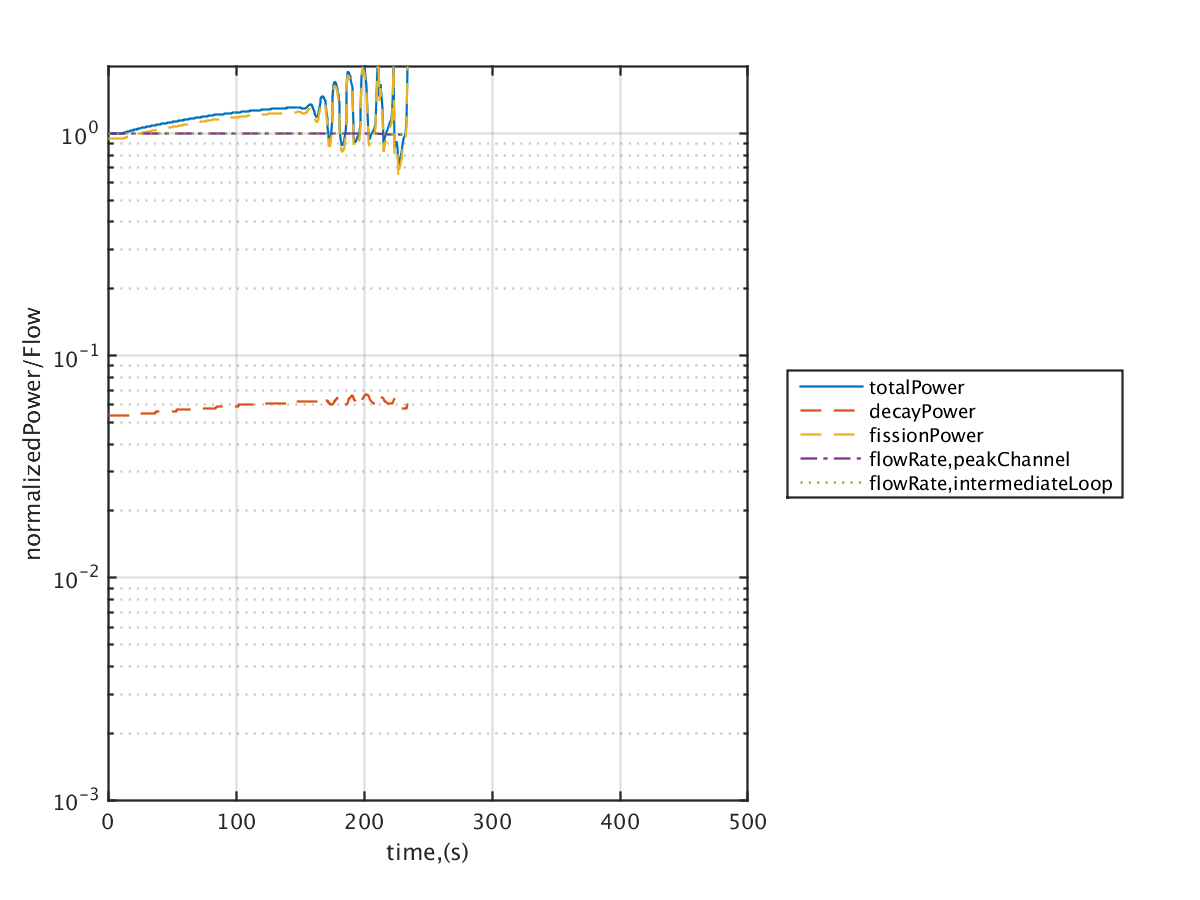 10^0
10^-1
10^-2
10^-3
normalizedPower/Flow
0 100 200 300 400 500
time,(s)
totalPower
decayPower
fissionPower
flowRate,peakChannel
flowRate,intermediateLoop